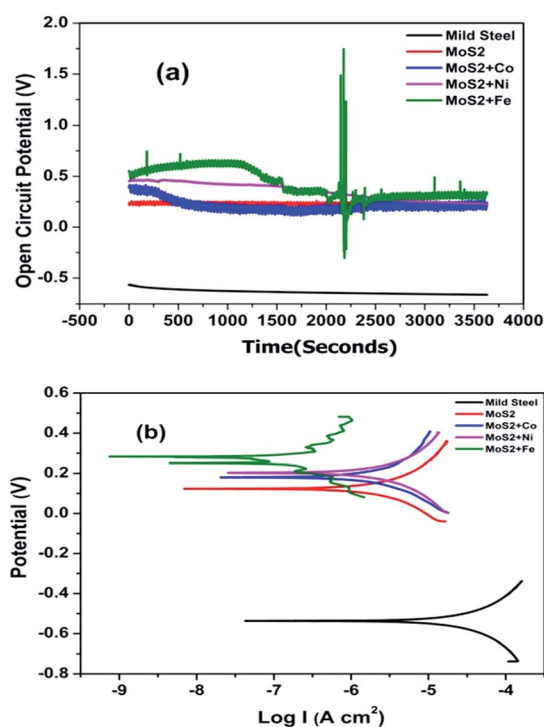 (a)
Mild Steel
MoS2
MoS2+Co
MoS2+Ni
MoS2+Fe
Open Circuit Potential (V)
2.0
1.5
1.0
0.5
0.0
-0.5
-500 0 500 1000 1500 2000 2500 3000 3500 4000
Time(Seconds)
(b)
Mild Steel
MoS2
MoS2+Co
MoS2+Ni
MoS2+Fe
Potential (V)
0.6
0.4
0.2
0.0
-0.2
-0.4
-0.6
-0.8
-9 -8 -7 -6 -5 -4
Log I (A cm²)